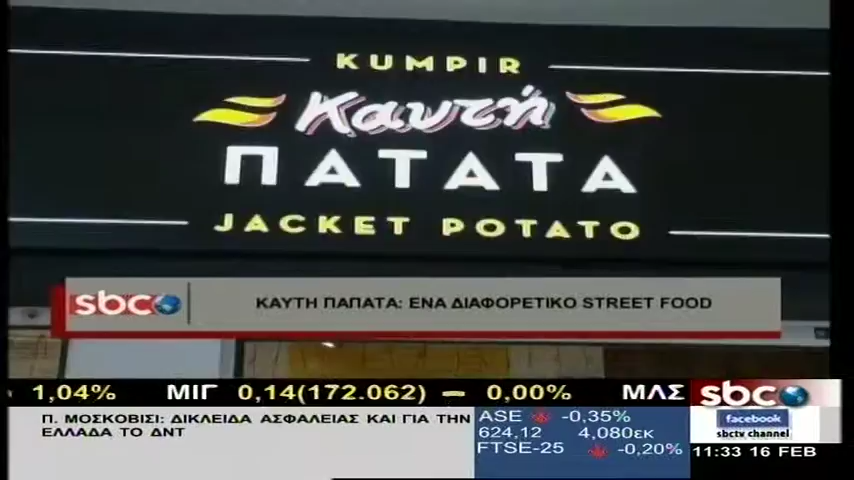 KUMPIR
Καυτή
ΠΑΤΑΤΑ
JACKET POTATO
sbc ΚΑΥΤΗ ΠΑΠΑΤΑ: ΕΝΑ ΔΙΑΦΟΡΕΤΙΚΟ STREET FOOD
1,04% ΜΙΓ 0,14(172.062) 0,00% ΜΛΣ
sbc
Π. ΜΟΣΚΟΒΙΣΙ: ΔΙΚΛΕΙΔΑ ΑΣΦΑΛΕΙΑΣ ΚΑΙ ΓΙΑ ΤΗΝ
ΕΛΛΑΔΑ ΤΟ ΔΝΤ
ASE -0,35%
624,12 4,080εκ
FTSE-25 -0,20%
facebook
sbctv channel
11:33 16 FEB